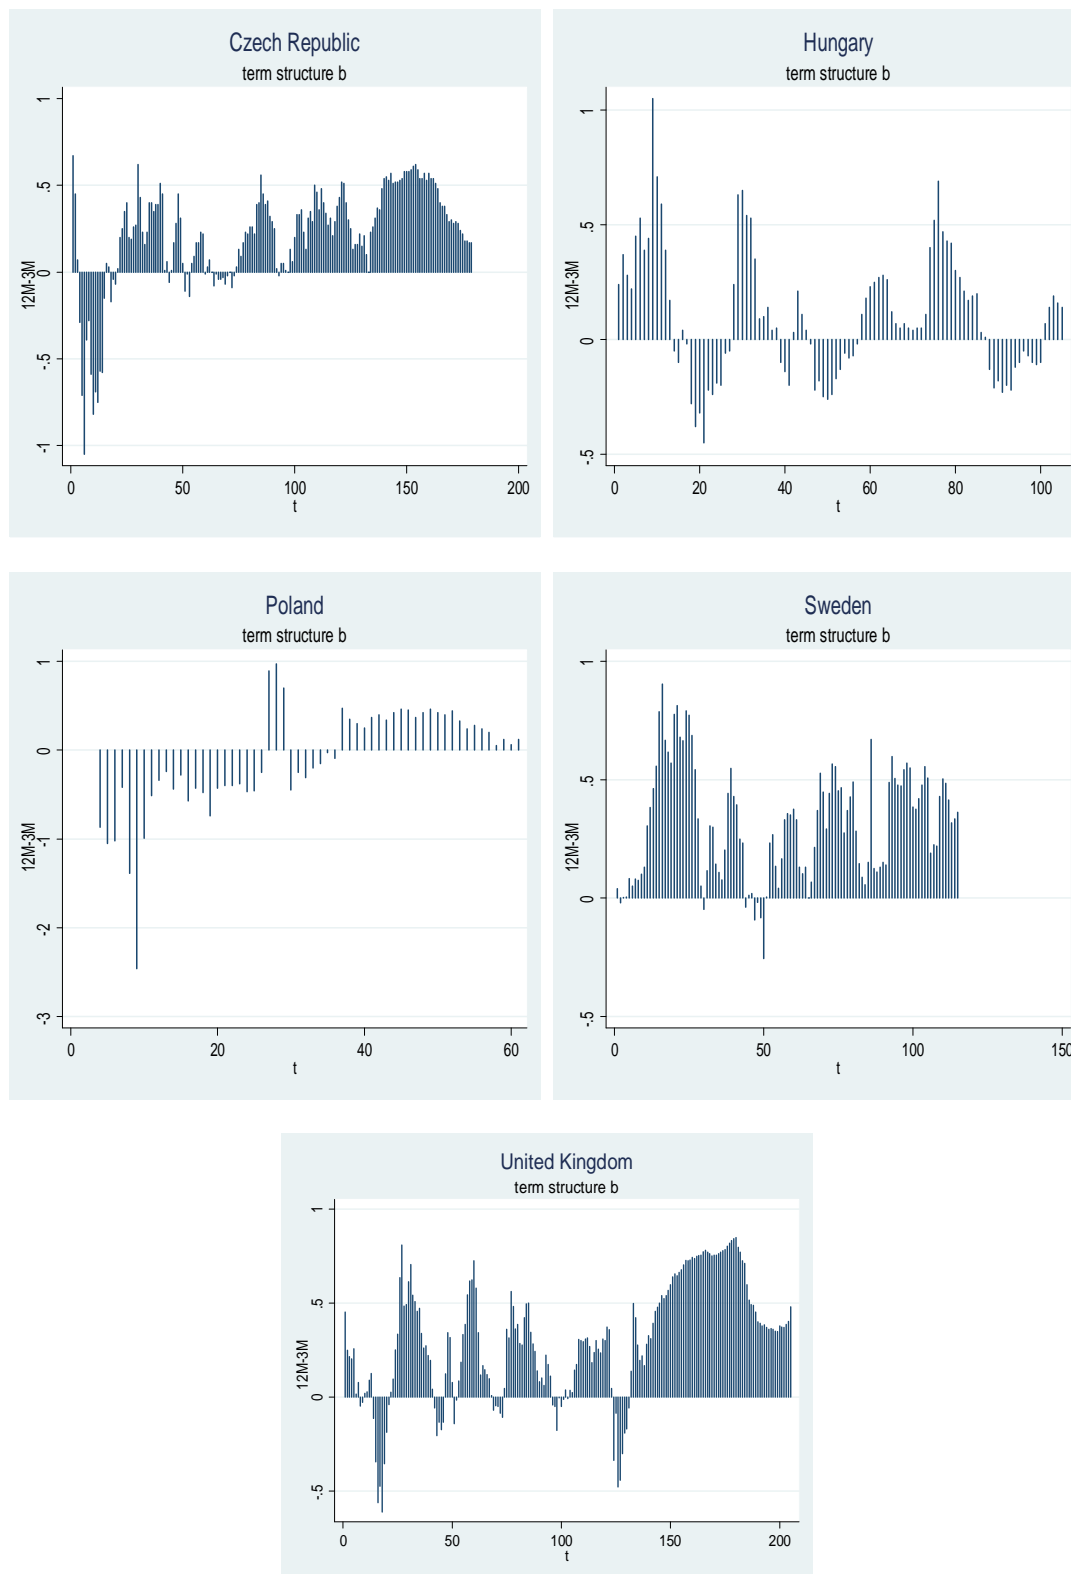 Czech Republic
term structure b
12M-3M
1
.5
0
-.5
-1
0 50 100 150 200
t
Hungary
term structure b
12M-3M
1
.5
0
-.5
0 20 40 60 80 100
t
Poland
term structure b
12M-3M
1
0
-1
-2
-3
0 20 40 60
t
Sweden
term structure b
12M-3M
1
.5
0
-.5
0 50 100 150
t
United Kingdom
term structure b
12M-3M
1
.5
0
-.5
0 50 100 150 200
t